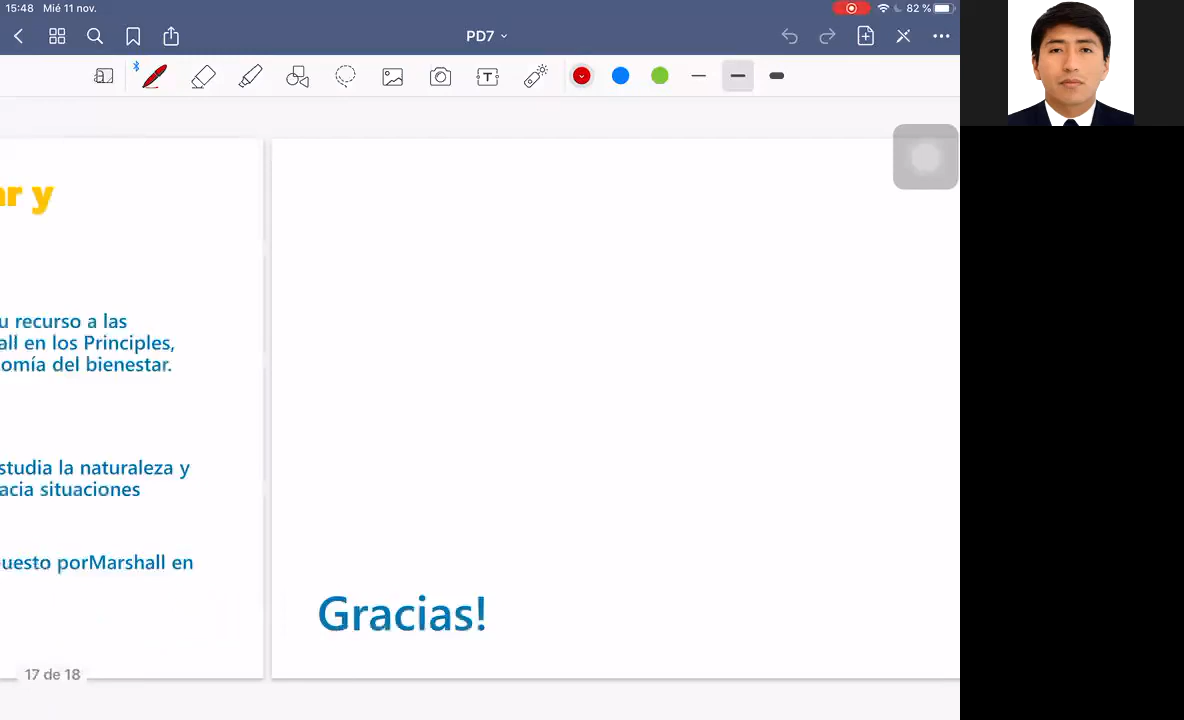 15:48 Mié 11 nov.
82 %
PD7
T
ar y
u recurso a las
all en los Principles,
omía del bienestar.
studia la naturaleza y
acia situaciones
uesto porMarshall en
17 de 18
Gracias!